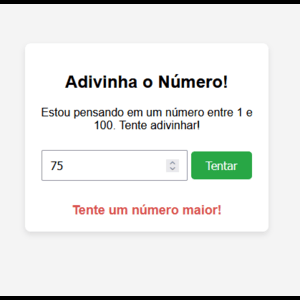 Adivinha o Número!
Estou pensando em um número entre 1 e
100. Tente adivinhar!
75
Tentar
Tente um número maior!